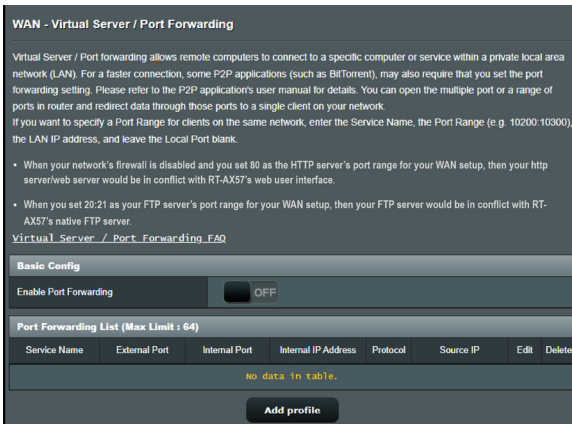 WAN - Virtual Server / Port Forwarding
Virtual Server / Port forwarding allows remote computers to connect to a specific computer or service within a private local area
network (LAN). For a faster connection, some P2P applications (such as BitTorrent), may also require that you set the port
forwarding setting. Please refer to the P2P application's user manual for details. You can open the multiple port or a range of
ports in router and redirect data through those ports to a single client on your network.
If you want to specify a Port Range for clients on the same network, enter the Service Name, the Port Range (e.g. 10200:10300),
the LAN IP address, and leave the Local Port blank.
• When your network's firewall is disabled and you set 80 as the HTTP server's port range for your WAN setup, then your http
server/web server would be in conflict with RT-AX57's web user interface.
• When you set 20:21 as your FTP server's port range for your WAN setup, then your FTP server would be in conflict with RT-
AX57's native FTP server.
Virtual Server / Port Forwarding FAQ
Basic Config
Enable Port Forwarding OFF
Port Forwarding List (Max Limit : 64)
Service Name External Port Internal Port Internal IP Address Protocol Source IP Edit Delete
No data in table.
Add profile